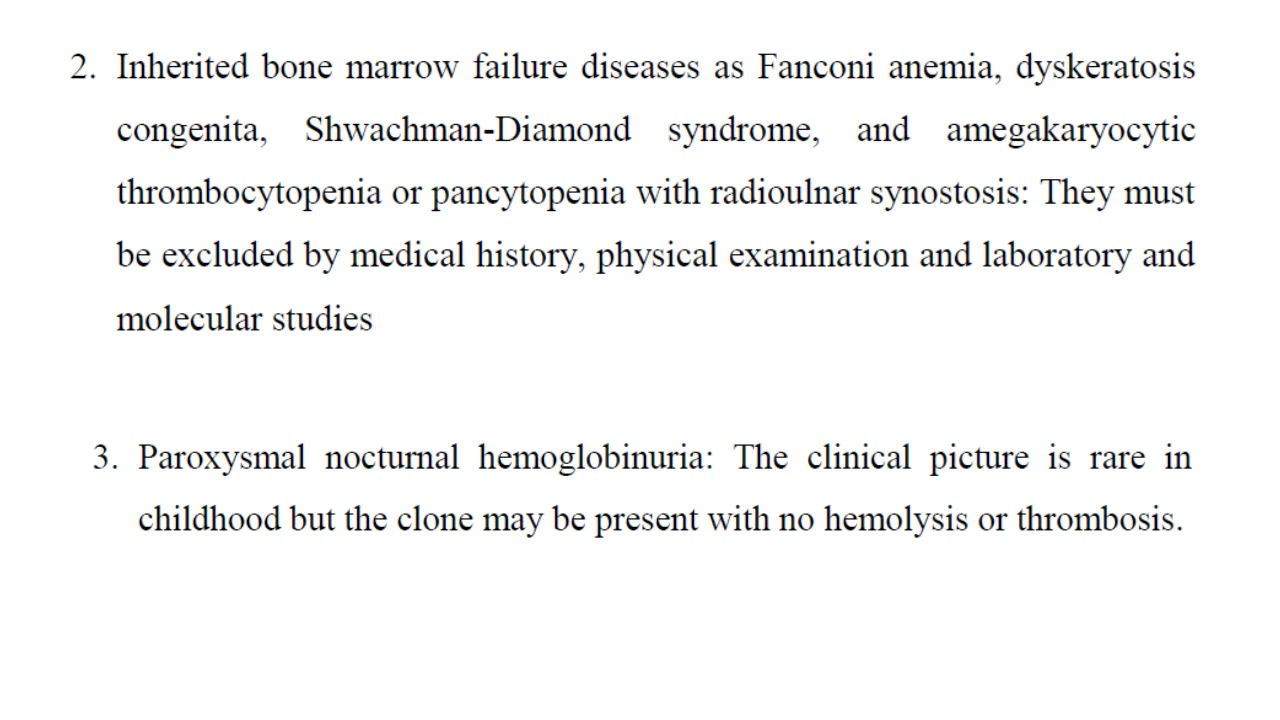 2. Inherited bone marrow failure diseases as Fanconi anemia, dyskeratosis
congenita, Shwachman-Diamond syndrome, and amegakaryocytic
thrombocytopenia or pancytopenia with radioulnar synostosis: They must
be excluded by medical history, physical examination and laboratory and
molecular studies
3. Paroxysmal nocturnal hemoglobinuria: The clinical picture is rare in
childhood but the clone may be present with no hemolysis or thrombosis.